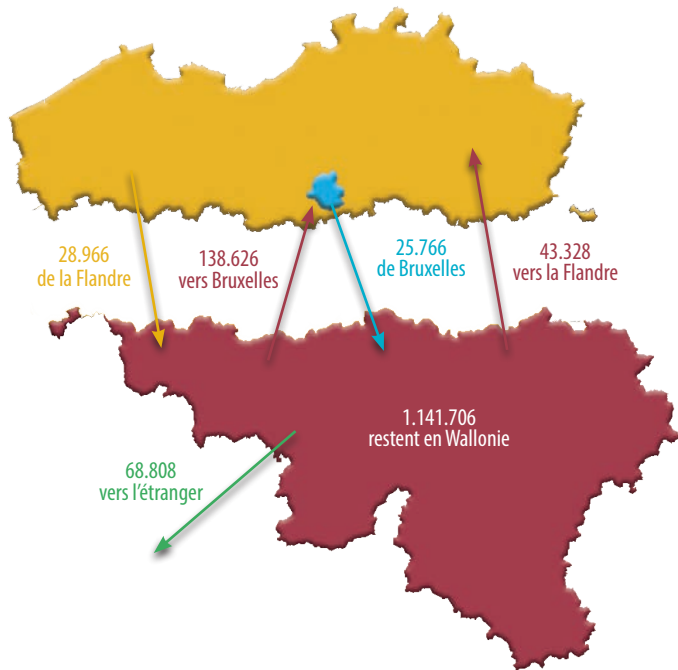 28.966
de la Flandre
138.626
vers Bruxelles
25.766
de Bruxelles
43.328
vers la Flandre
1.141.706
restent en Wallonie
68.808
vers l'étranger